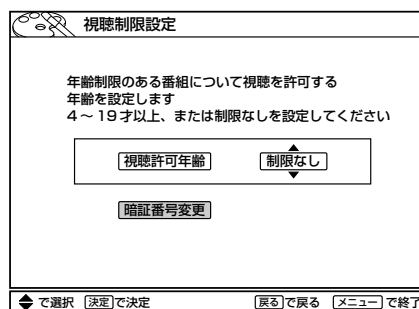 視聴制限設定
年齢制限のある番組について視聴を許可する
年齢を設定します
4～19才以上、または制限なしを設定してください
視聴許可年齢 制限なし
暗証番号変更
で選択 決定で決定 戻るで戻る メニューで終了